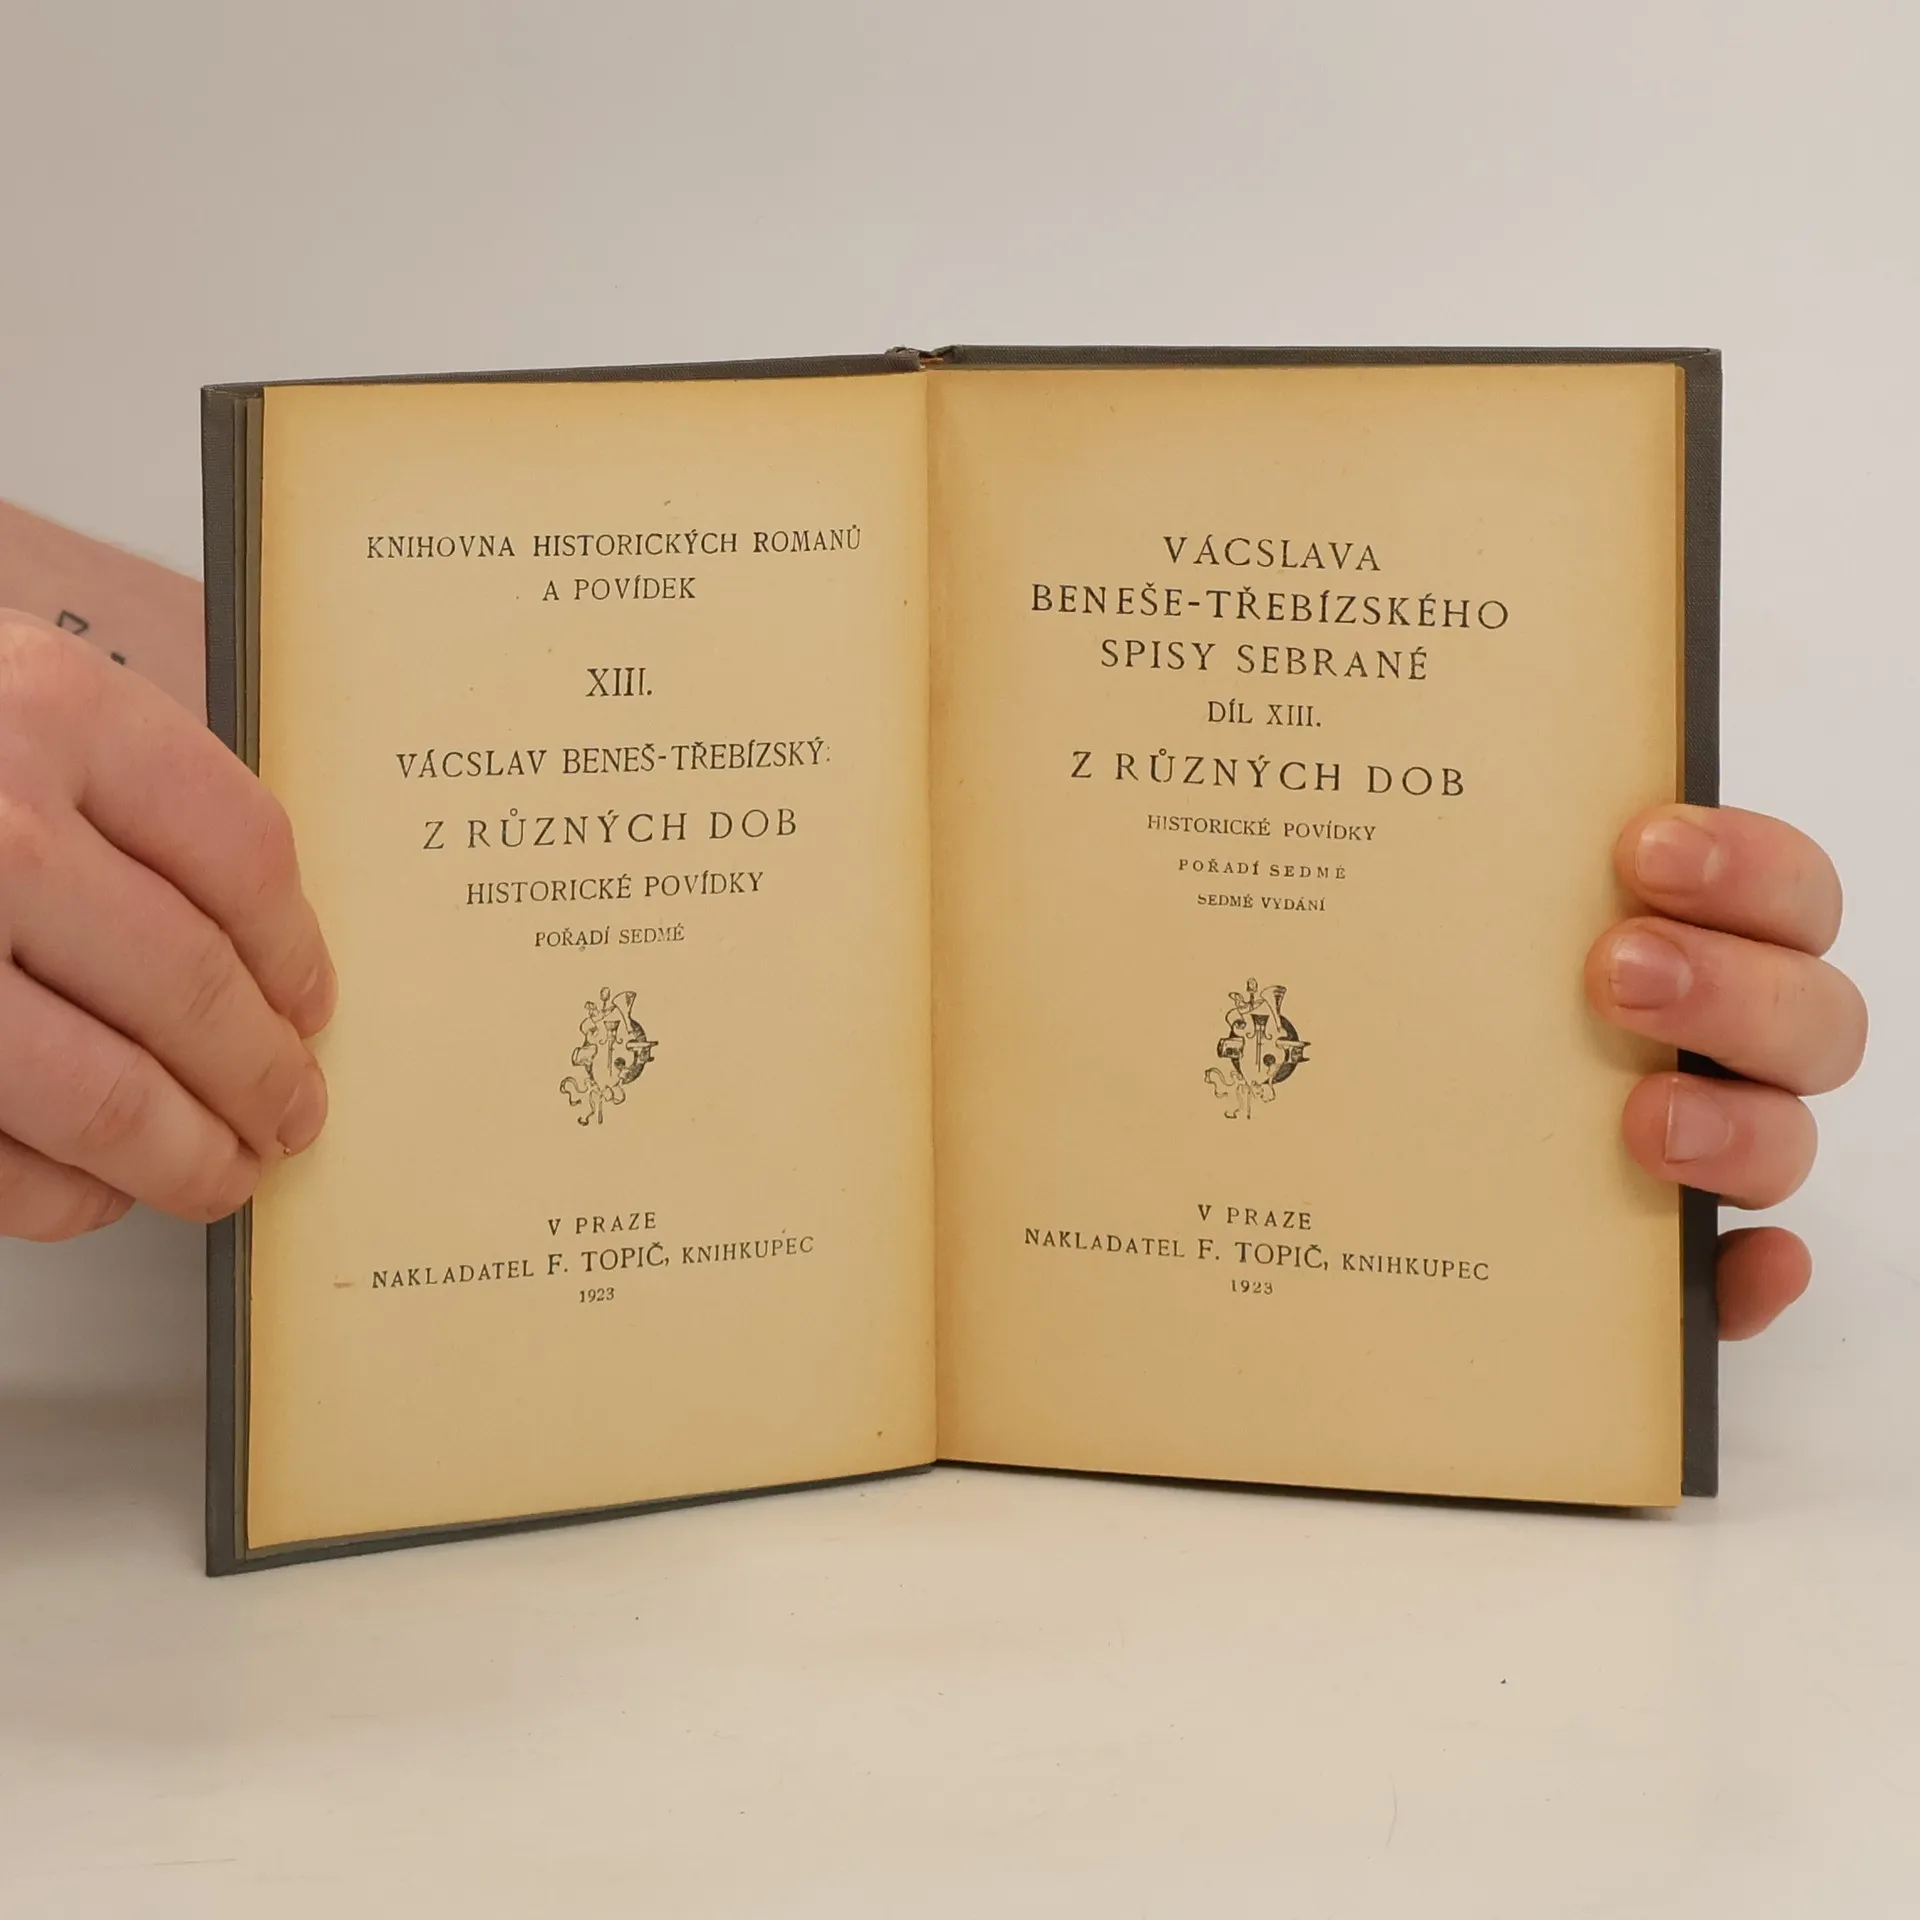 KNIHOVNA HISTORICKÝCH ROMANŮ
A POVÍDEK
XIII.
VÁCSLAV BENEŠ-TŘEBÍZSKÝ:
Z RŮZNÝCH DOB
HISTORICKÉ POVÍDKY
POŘADÍ SEDMÉ
V PRAZE
NAKLADATEL F. TOPIČ, KNIHKUPEC
1923
VÁCSLAVA
BENEŠE-TŘEBÍZSKÉHO
SPISY SEBRANÉ
DÍL XIII.
Z RŮZNÝCH DOB
HISTORICKÉ POVÍDKY
POŘADÍ SEDMÉ
SEDMÉ VYDÁNÍ
V PRAZE
NAKLADATEL F. TOPIČ, KNIHKUPEC
1923